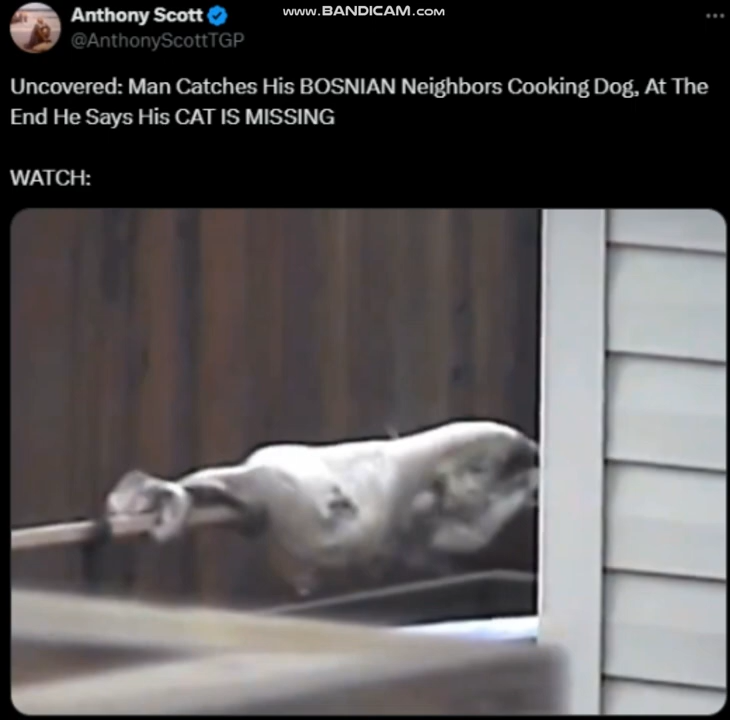 www.BANDICAM.com
Anthony Scott
@AnthonyScottTGP
Uncovered: Man Catches His BOSNIAN Neighbors Cooking Dog, At The
End He Says His CAT IS MISSING
WATCH: